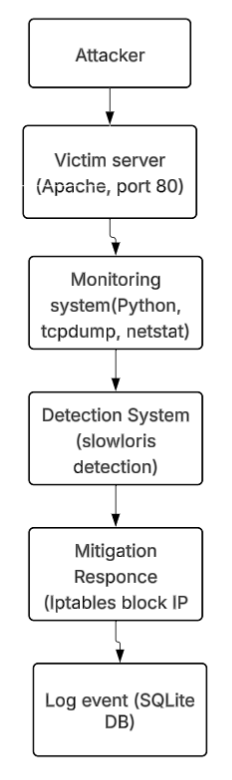 Attacker
Victim server
(Apache, port 80)
Monitoring
system(Python,
tcpdump, netstat)
Detection System
(slowloris
detection)
Mitigation
Responce
(Iptables block IP
Log event (SQLite
DB)